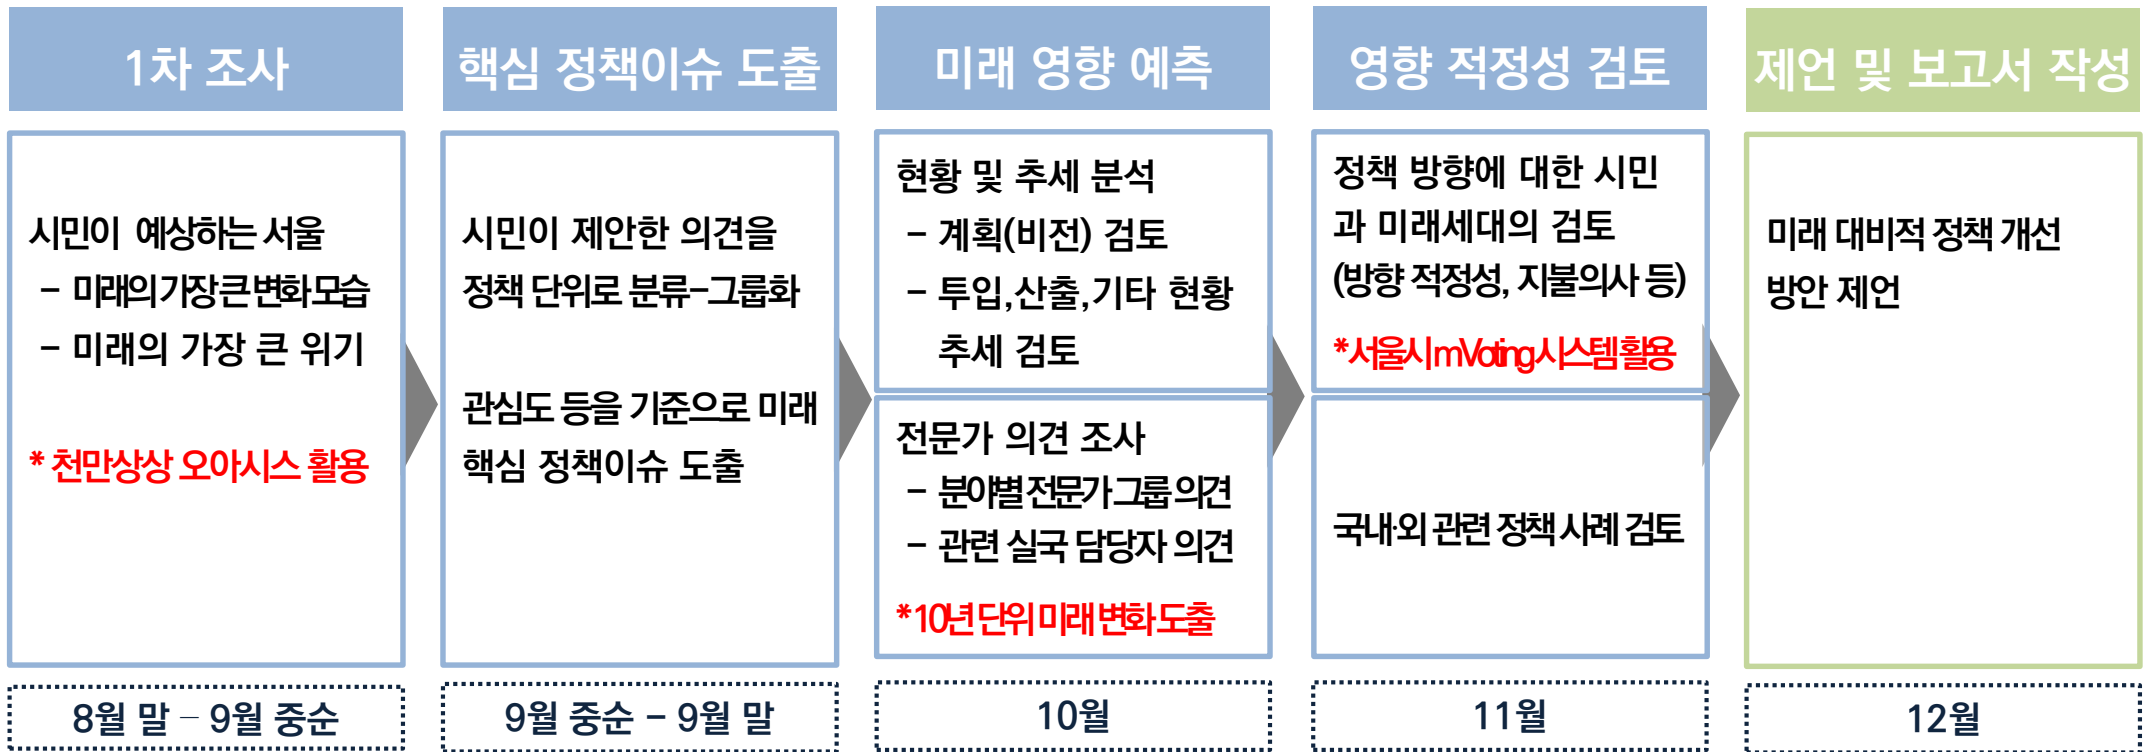 1차 조사
시민이 예상하는 서울
- 미래의 가장 큰 변화 모습
- 미래의 가장 큰 위기
* 천만상상 오아시스 활용
8월 말 – 9월 중순
핵심 정책이슈 도출
시민이 제안한 의견을
정책 단위로 분류-그룹화
관심도 등을 기준으로 미래
핵심 정책이슈 도출
9월 중순 – 9월 말
미래 영향 예측
현황 및 추세 분석
- 계획(비전) 검토
- 투입,산출,기타 현황
추세 검토
전문가 의견 조사
- 분야별 전문가 그룹 의견
- 관련 실국 담당자 의견
*10년 단위 미래 변화 도출
10월
영향 적정성 검토
정책 방향에 대한 시민
과 미래세대의 검토
(방향 적정성, 지불의사 등)
*서울시 mVoting 시스템 활용
국내·외 관련 정책 사례 검토
11월
제언 및 보고서 작성
미래 대비적 정책 개선
방안 제언
12월